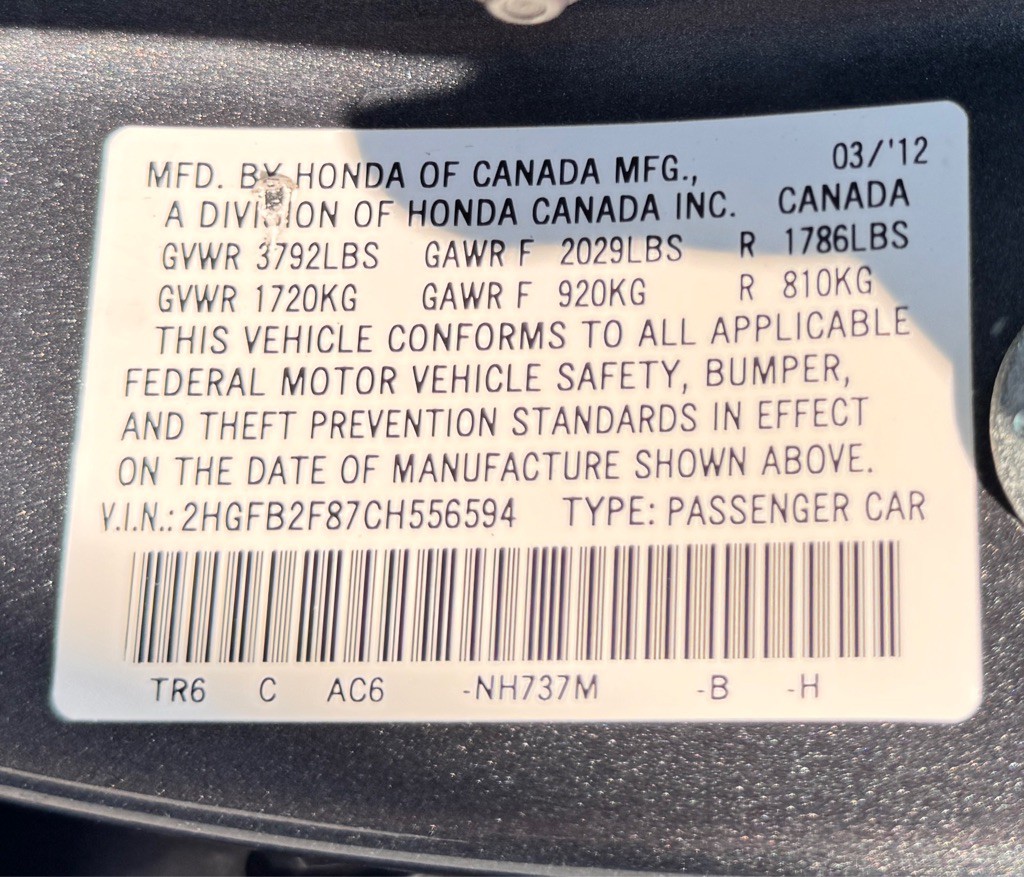 03/'12
MFD. BY HONDA OF CANADA MFG.,
A DIVISION OF HONDA CANADA INC. CANADA
GVWR 3792LBS GAWR F 2029LBS R 1786LBS
GVWR 1720KG GAWR F 920KG R 810KG
THIS VEHICLE CONFORMS TO ALL APPLICABLE
FEDERAL MOTOR VEHICLE SAFETY, BUMPER,
AND THEFT PREVENTION STANDARDS IN EFFECT
ON THE DATE OF MANUFACTURE SHOWN ABOVE.
V.I.N.: 2HGFB2F87CH556594 TYPE: PASSENGER CAR
TR6 C AC6 -NH737M -B -H